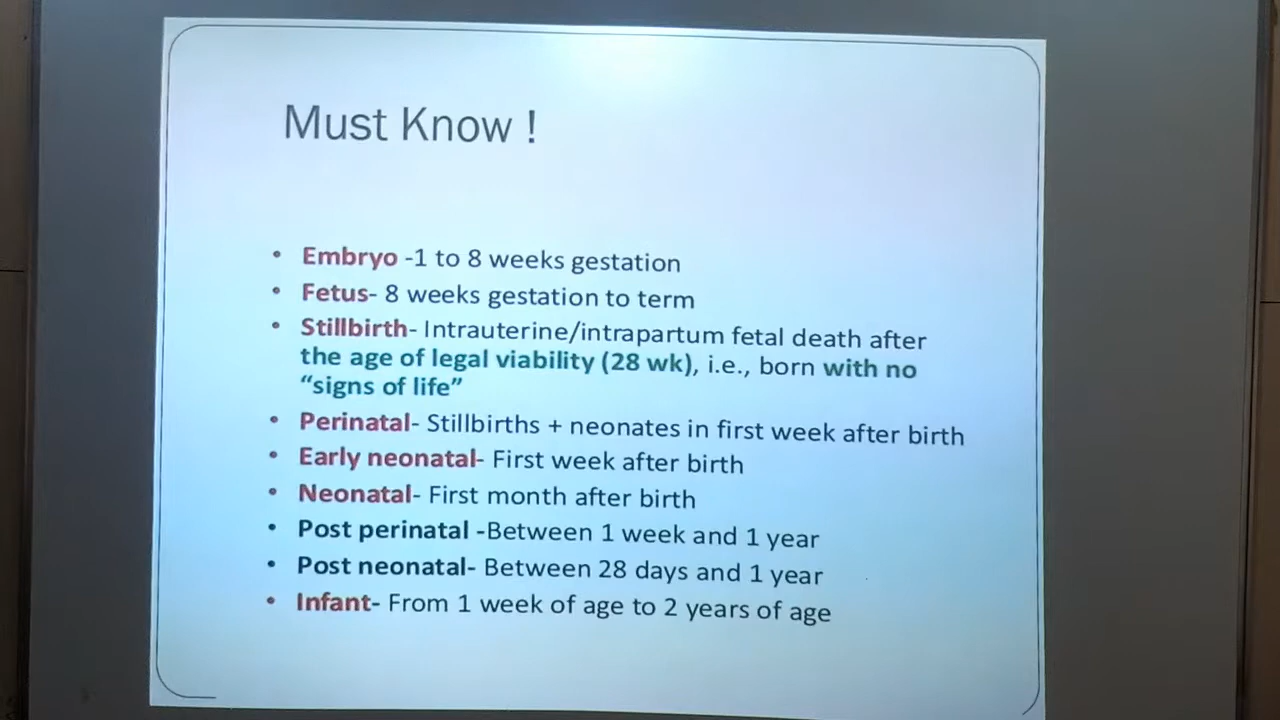 Must Know !
• Embryo -1 to 8 weeks gestation
• Fetus- 8 weeks gestation to term
• Stillbirth- Intrauterine/intrapartum fetal death after
the age of legal viability (28 wk), i.e., born with no
“signs of life”
• Perinatal- Stillbirths + neonates in first week after birth
• Early neonatal- First week after birth
• Neonatal- First month after birth
• Post perinatal -Between 1 week and 1 year
• Post neonatal- Between 28 days and 1 year
• Infant- From 1 week of age to 2 years of age